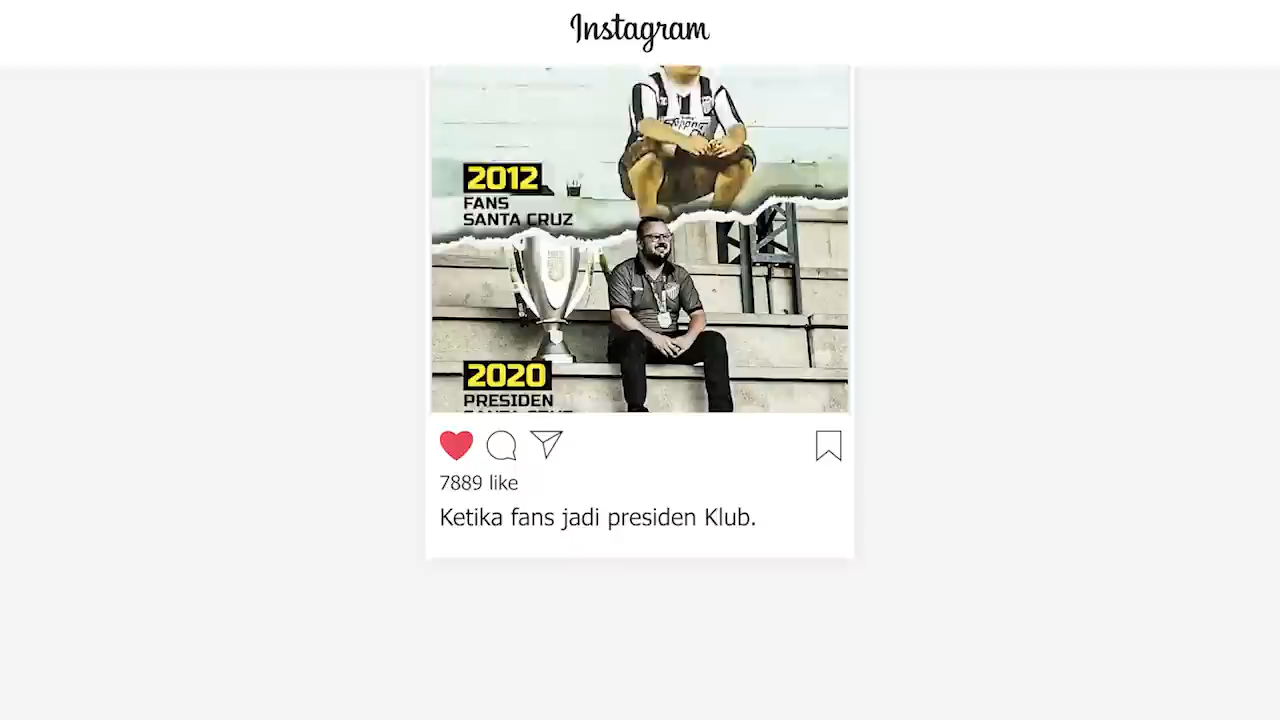 Instagram
2012
FANS
SANTA CRUZ
2020
PRESIDEN
7889 like
Ketika fans jadi presiden Klub.